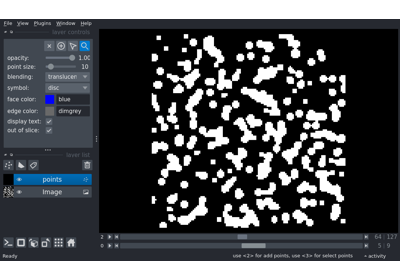 File View Plugins Window Help
layer controls
opacity: 1.00
point size: 10
blending: translucen
symbol: disc
face color: blue
edge color: dimgrey
display text:
out of slice:
layer list
points
Image
2 64 127
0 5 9
Ready use <2> for add points, use <3> for select points activity